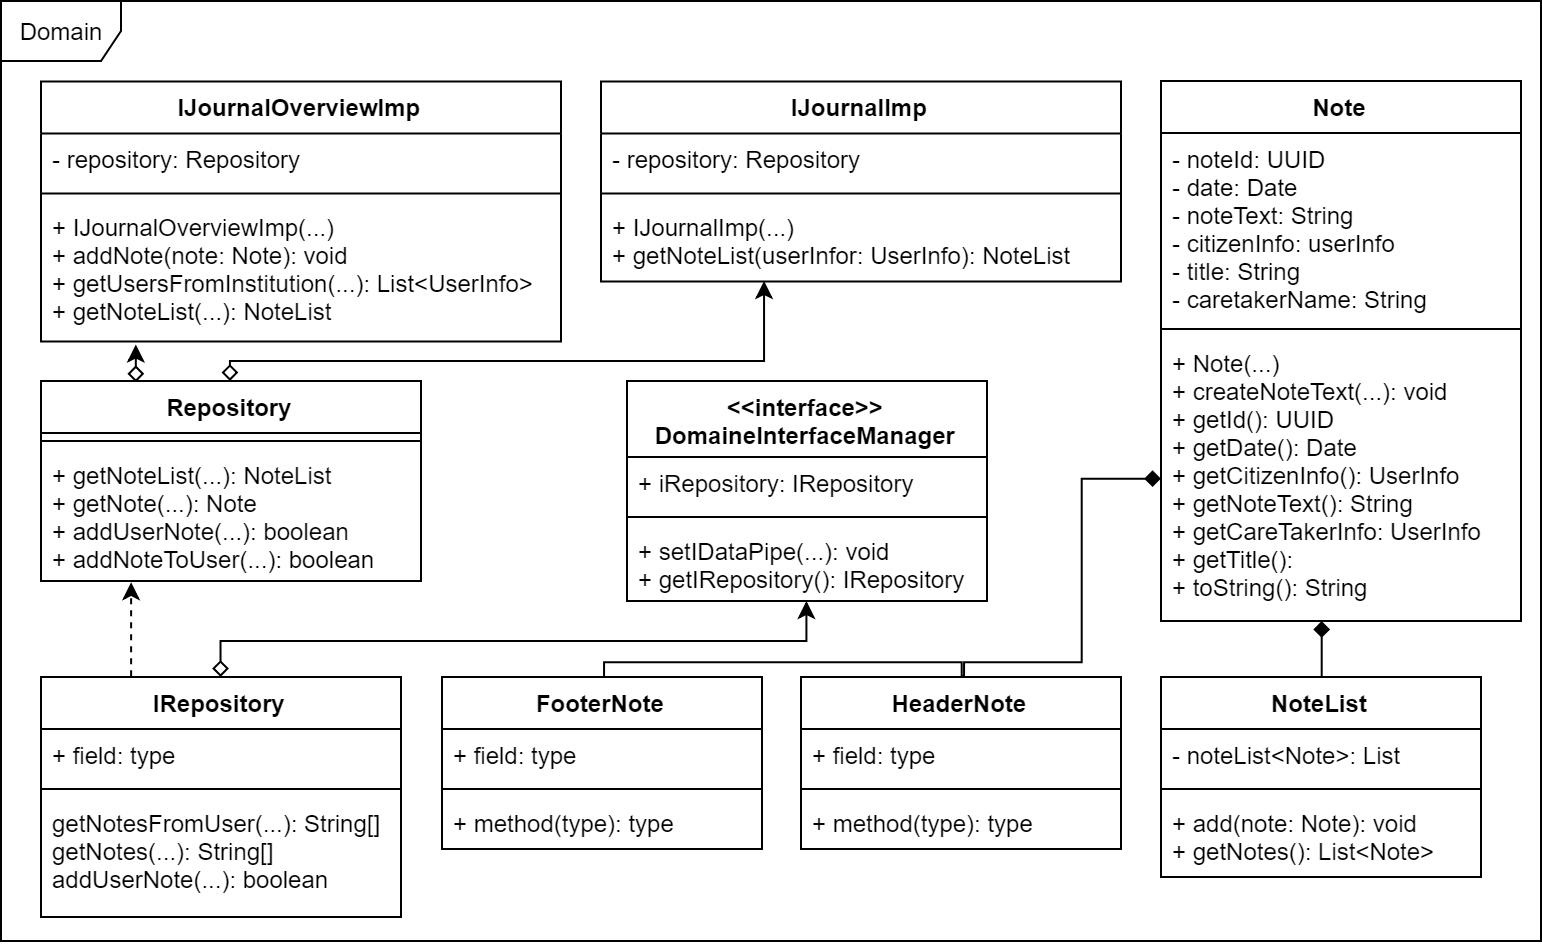 Domain
IJournalOverviewImp
- repository: Repository
+ IJournalOverviewImp(...)
+ addNote(note: Note): void
+ getUsersFromInstitution(...): List<UserInfo>
+ getNoteList(...): NoteList
IJournalImp
- repository: Repository
+ IJournalImp(...)
+ getNoteList(userInfor: UserInfo): NoteList
Note
- noteId: UUID
- date: Date
- noteText: String
- citizenInfo: userInfo
- title: String
- caretakerName: String
+ Note(...)
+ createNoteText(...): void
+ getId(): UUID
+ getDate(): Date
+ getCitizenInfo(): UserInfo
+ getNoteText(): String
+ getCareTakerInfo: UserInfo
+ getTitle():
+ toString(): String
Repository
+ getNoteList(...): NoteList
+ getNote(...): Note
+ addUserNote(...): boolean
+ addNoteToUser(...): boolean
<<interface>>
DomaineInterfaceManager
+ iRepository: IRepository
+ setIDataPipe(...): void
+ getIRepository(): IRepository
IRepository
+ field: type
getNotesFromUser(...): String[]
getNotes(...): String[]
addUserNote(...): boolean
FooterNote
+ field: type
+ method(type): type
HeaderNote
+ field: type
+ method(type): type
NoteList
- noteList<Note>: List
+ add(note: Note): void
+ getNotes(): List<Note>